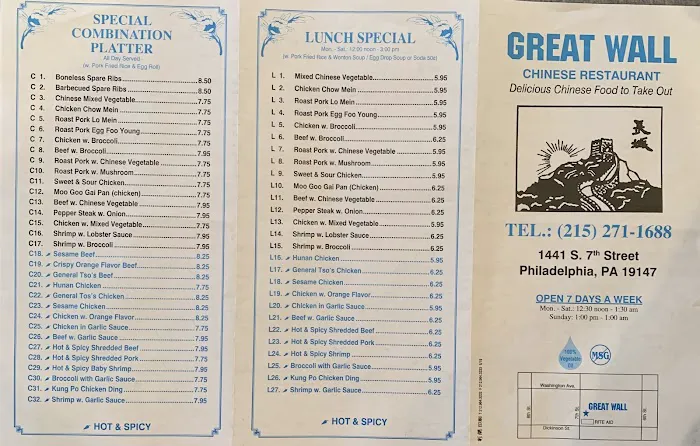 SPECIAL
COMBINATION
PLATTER
All Day Served
(w. Pork Fried Rice & Egg Roll)
C 1. Boneless Spare Ribs 8.50
C 2. Barbecued Spare Ribs 8.50
C 3. Chinese Mixed Vegetable 7.75
C 4. Chicken Chow Mein 7.75
C 5. Roast Pork Lo Mein 7.75
C 6. Roast Pork Egg Foo Young 7.75
C 7. Chicken w. Broccoli 7.75
C 8. Beef w. Broccoli 7.95
C 9. Roast Pork w. Chinese Vegetable 7.75
C10. Roast Pork w. Mushroom 7.75
C11. Sweet & Sour Chicken 7.75
C12. Moo Goo Gai Pan (chicken) 7.75
C13. Beef w. Chinese Vegetable 7.95
C14. Pepper Steak w. Onion 7.95
C15. Chicken w. Mixed Vegetable 7.75
C16. Shrimp w. Lobster Sauce 7.95
C17. Shrimp w. Broccoli 7.95
C18. Sesame Beef 8.25
C19. Crispy Orange Flavor Beef 8.25
C20. General Tso's Beef 8.25
C21. Hunan Chicken 7.75
C22. General Tos's Chicken 8.25
C23. Sesame Chicken 8.25
C24. Chicken w. Orange Flavor 8.25
C25. Chicken in Garlic Sauce 7.75
C26. Beef w. Garlic Sauce 7.95
C27. Hot & Spicy Shredded Beef 7.95
C28. Hot & Spicy Shredded Pork 7.75
C29. Hot & Spicy Baby Shrimp 7.95
C30. Broccoli with Garlic Sauce 7.75
C31. Kung Po Chicken Ding 7.75
C32. Shrimp w. Garlic Sauce 7.95
HOT & SPICY
LUNCH SPECIAL
Mon. - Sat.: 12:00 noon - 3:00 pm
(w. Pork Fried Rice & Wonton Soup / Egg Drop Soup or Soda 50¢)
L 1. Mixed Chinese Vegetable 5.95
L 2. Chicken Chow Mein 5.95
L 3. Roast Pork Lo Mein 5.95
L 4. Roast Pork Egg Foo Young 5.95
L 5. Chicken w. Broccoli 5.95
L 6. Beef w. Broccoli 6.25
L 7. Roast Pork w. Chinese Vegetable 5.95
L 8. Roast Pork w. Mushroom 5.95
L 9. Sweet & Sour Chicken 5.95
L10. Moo Goo Gai Pan (Chicken) 6.25
L11. Beef w. Chinese Vegetable 6.25
L12. Pepper Steak w. Onion 6.25
L13. Chicken w. Mixed Vegetable 5.95
L14. Shrimp w. Lobster Sauce 6.25
L15. Shrimp w. Broccoli 6.25
L16. Hunan Chicken 5.95
L17. General Tso's Chicken 6.25
L18. Sesame Chicken 6.25
L19. Chicken w. Orange Flavor 6.25
L20. Chicken in Garlic Sauce 5.95
L21. Beef w. Garlic Sauce 6.25
L22. Hot & Spicy Shredded Beef 6.25
L23. Hot & Spicy Shredded Pork 6.25
L24. Hot & Spicy Shrimp 6.25
L25. Broccoli with Garlic Sauce 5.95
L26. Kung Po Chicken Ding 5.95
L27. Shrimp w. Garlic Sauce 6.25
HOT & SPICY
GREAT WALL
CHINESE RESTAURANT
Delicious Chinese Food to Take Out
長城
TEL.: (215) 271-1688
1441 S. 7th Street
Philadelphia, PA 19147
OPEN 7 DAYS A WEEK
Mon. - Sat.: 12:30 noon - 1:30 am
Sunday: 1:00 pm - 1:00 am
100%
Vegetable
Oil
MSG
Washington Ave.
8th St.
7th St.
6th St.
GREAT WALL
RITE AID
Dickinson St.